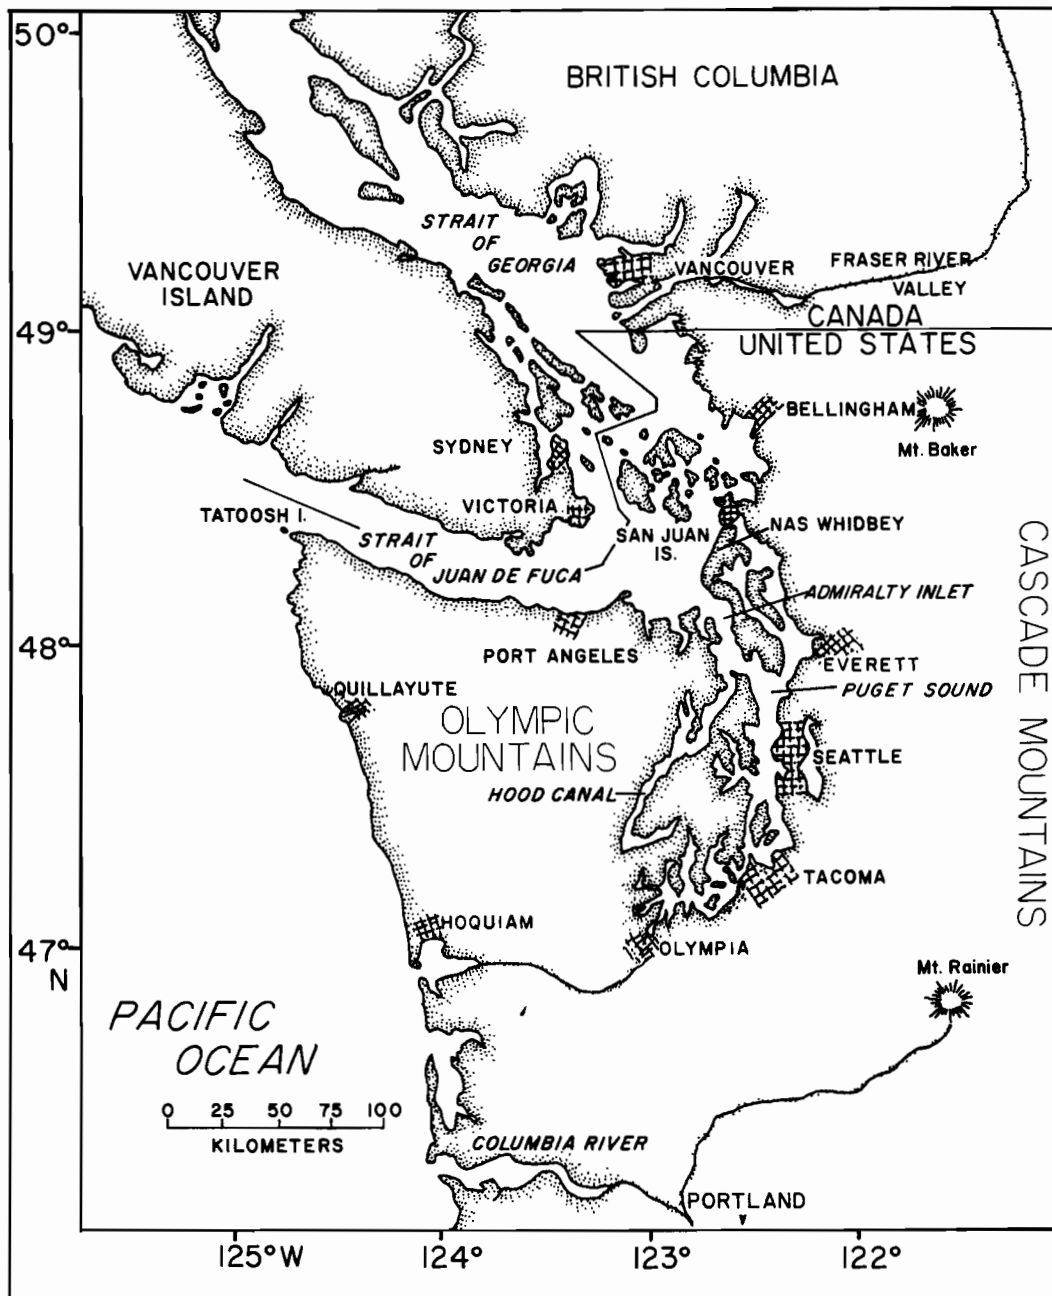 50°
BRITISH COLUMBIA
STRAIT
OF
GEORGIA
VANCOUVER
ISLAND
VANCOUVER
FRASER RIVER
VALLEY
CANADA
49°
UNITED STATES
BELLINGHAM
Mt. Baker
SYDNEY
VICTORIA
TATOOSH I.
STRAIT
OF
JUAN DE FUCA
SAN JUAN
IS.
NAS WHIDBEY
ADMIRALTY INLET
CASCADE MOUNTAINS
48°
PORT ANGELES
EVERETT
PUGET SOUND
QUILLAYUTE
OLYMPIC
MOUNTAINS
SEATTLE
HOOD CANAL
TACOMA
HOQUIAM
OLYMPIA
47°
N
Mt. Rainier
PACIFIC
OCEAN
0 25 50 75 100
KILOMETERS
COLUMBIA RIVER
PORTLAND
125°W 124° 123° 122°